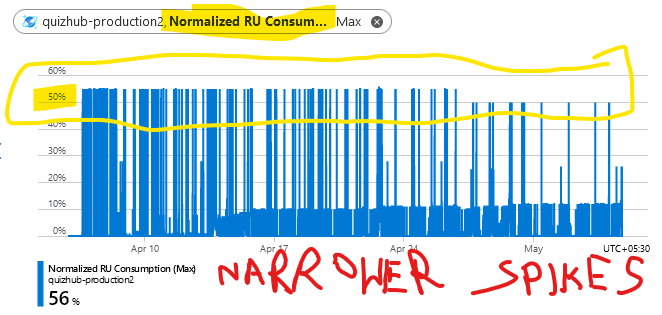 quizhub-production2, Normalized RU Consum... Max
60%
50%
40%
30%
20%
10%
0%
Apr 10 Apr 17 Apr 24 May UTC+05:30
Normalized RU Consumption (Max)
quizhub-production2
56 %
NARROWER SPIKES